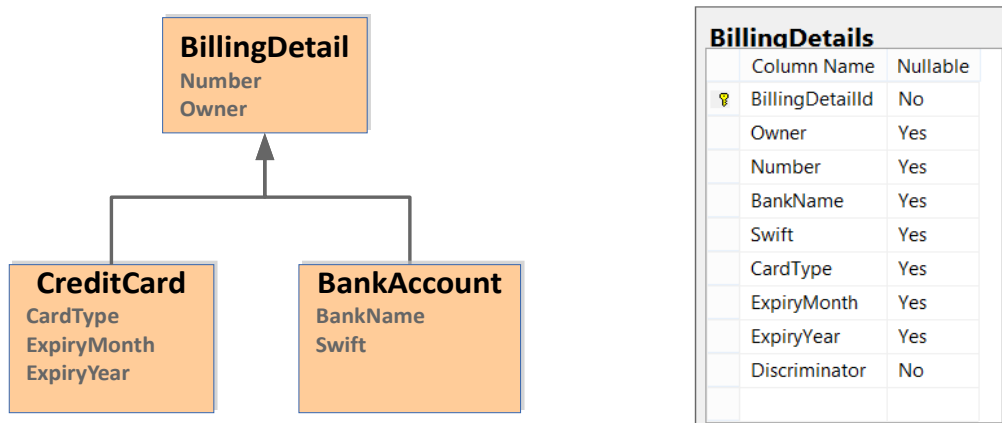 BillingDetail
Number
Owner
CreditCard
CardType
ExpiryMonth
ExpiryYear
BankAccount
BankName
Swift
BillingDetails
Column Name Nullable
BillingDetailId No
Owner Yes
Number Yes
BankName Yes
Swift Yes
CardType Yes
ExpiryMonth Yes
ExpiryYear Yes
Discriminator No